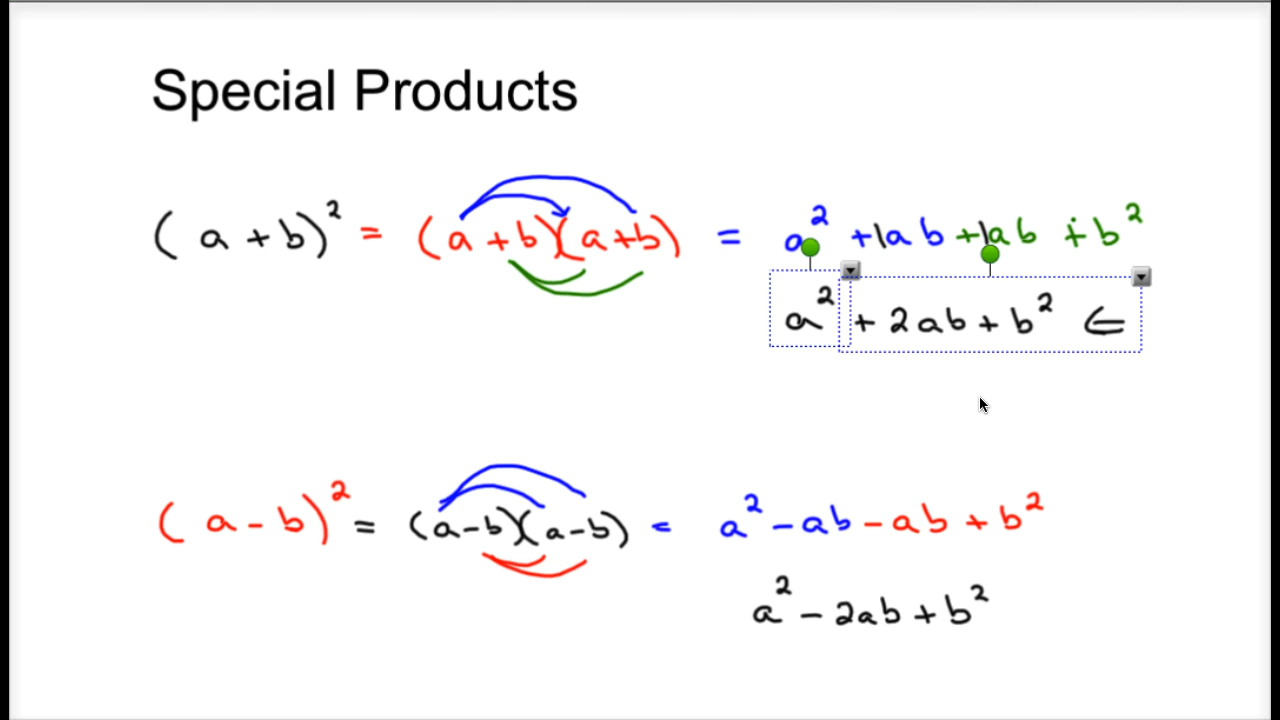 Special Products
(a+b)² = (a+b)(a+b) = a² +1ab +1ab +b²
a² + 2ab + b² ⇐
(a-b)² = (a-b)(a-b) = a² -ab -ab +b²
a² - 2ab + b²